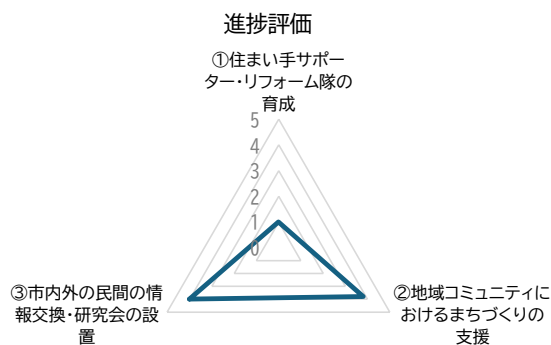 進捗評価
①住まい手サポー
ター・リフォーム隊の
育成
5
4
3
2
1
0
③市内外の民間の情
報交換・研究会の設
置
②地域コミュニティに
おけるまちづくりの
支援